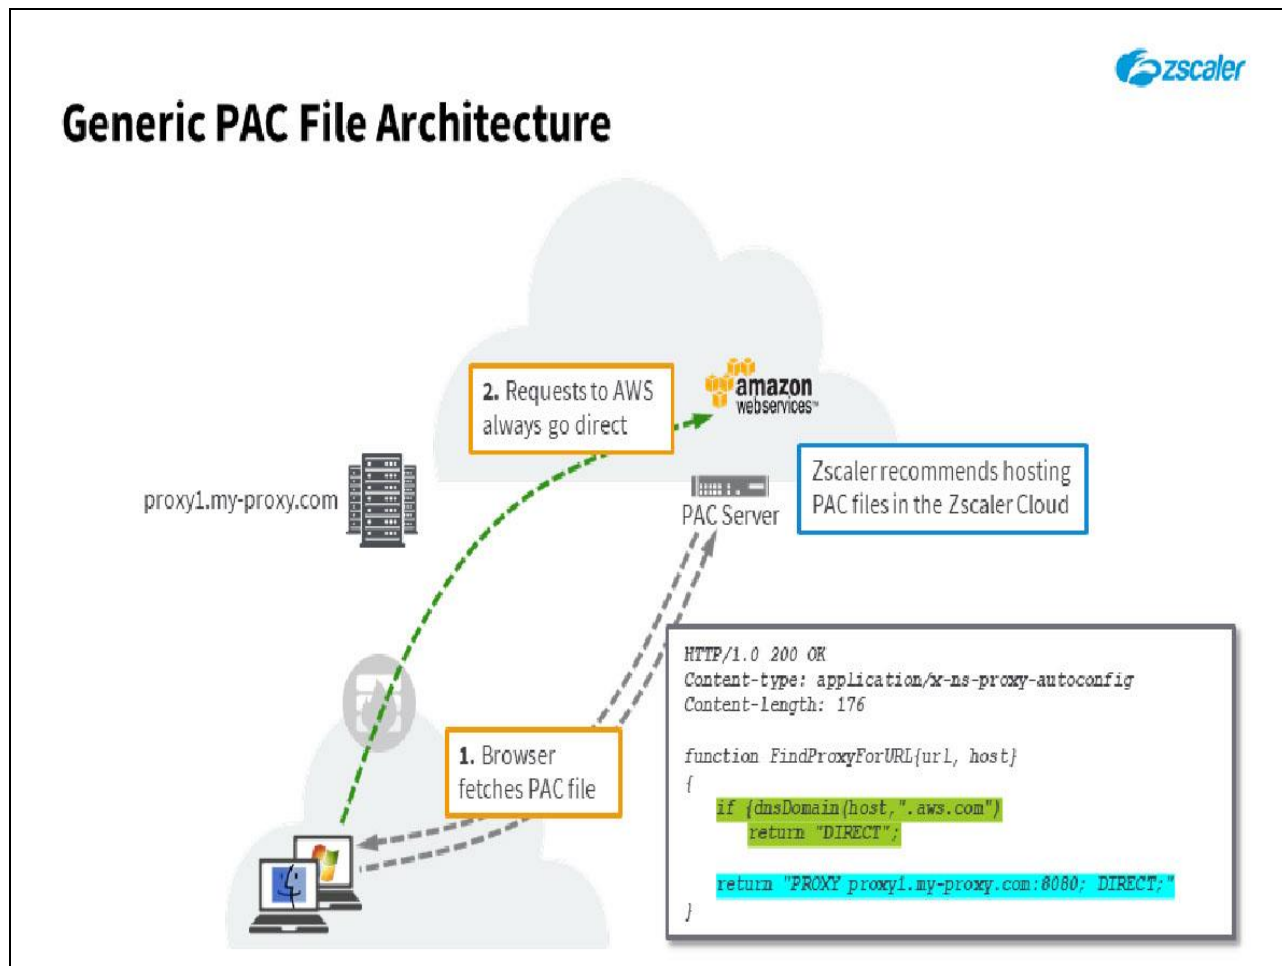 zscaler
Generic PAC File Architecture
2. Requests to AWS
always go direct
amazon
webservices™
proxy1.my-proxy.com
PAC Server
Zscaler recommends hosting
PAC files in the Zscaler Cloud
1. Browser
fetches PAC file
HTTP/1.0 200 OK
Content-type: application/x-ns-proxy-autoconfig
Content-length: 176
function FindProxyForURL{url, host}
{
if {dnsDomain(host,".aws.com")
return "DIRECT";
return "PROXY proxy1.my-proxy.com:8080; DIRECT;"
}